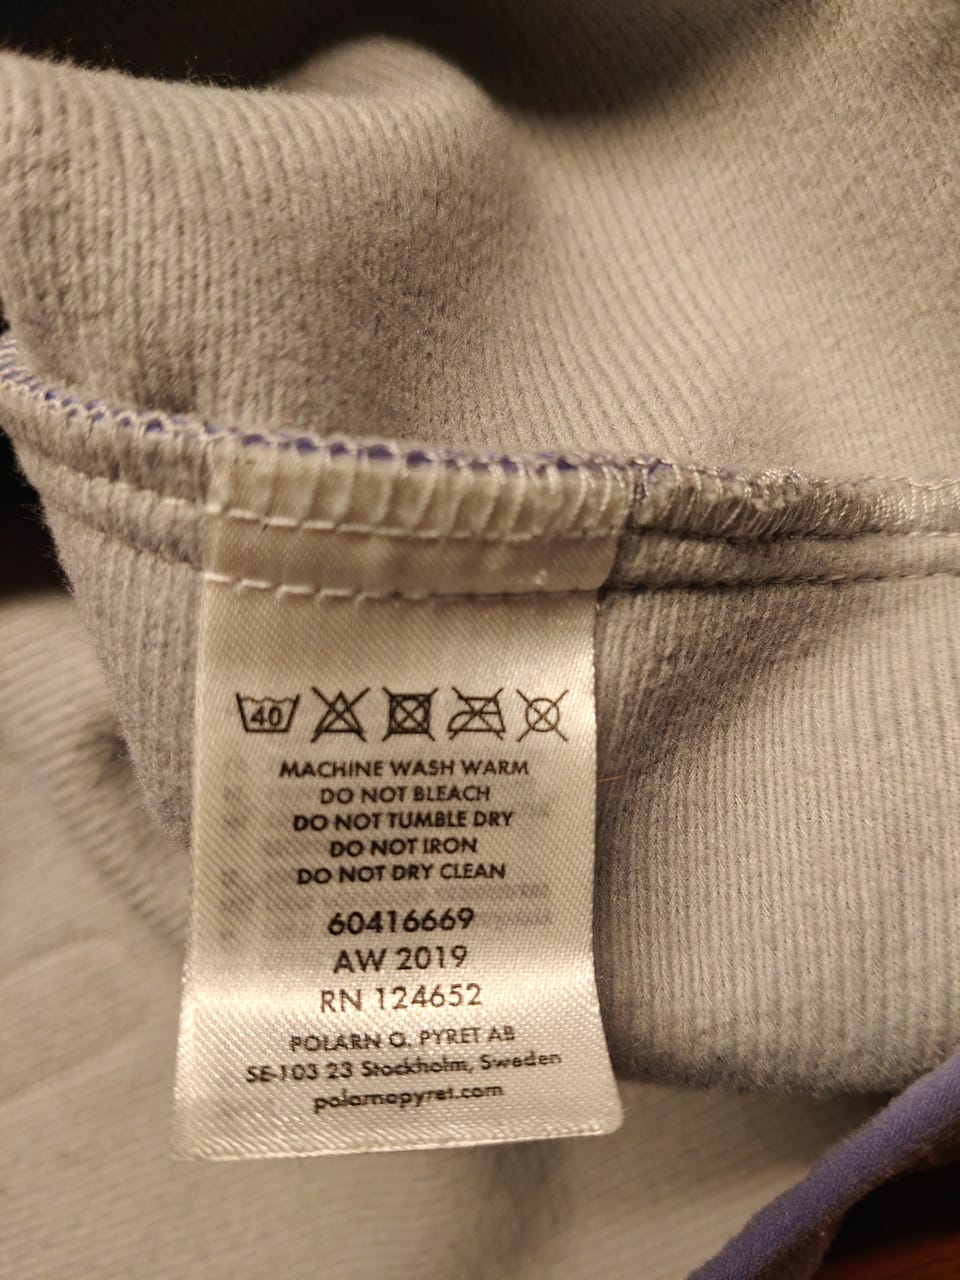 40
MACHINE WASH WARM
DO NOT BLEACH
DO NOT TUMBLE DRY
DO NOT IRON
DO NOT DRY CLEAN
60416669
AW 2019
RN 124652
POLARN O. PYRET AB
SE-103 23 Stockholm, Sweden
polarnopyret.com